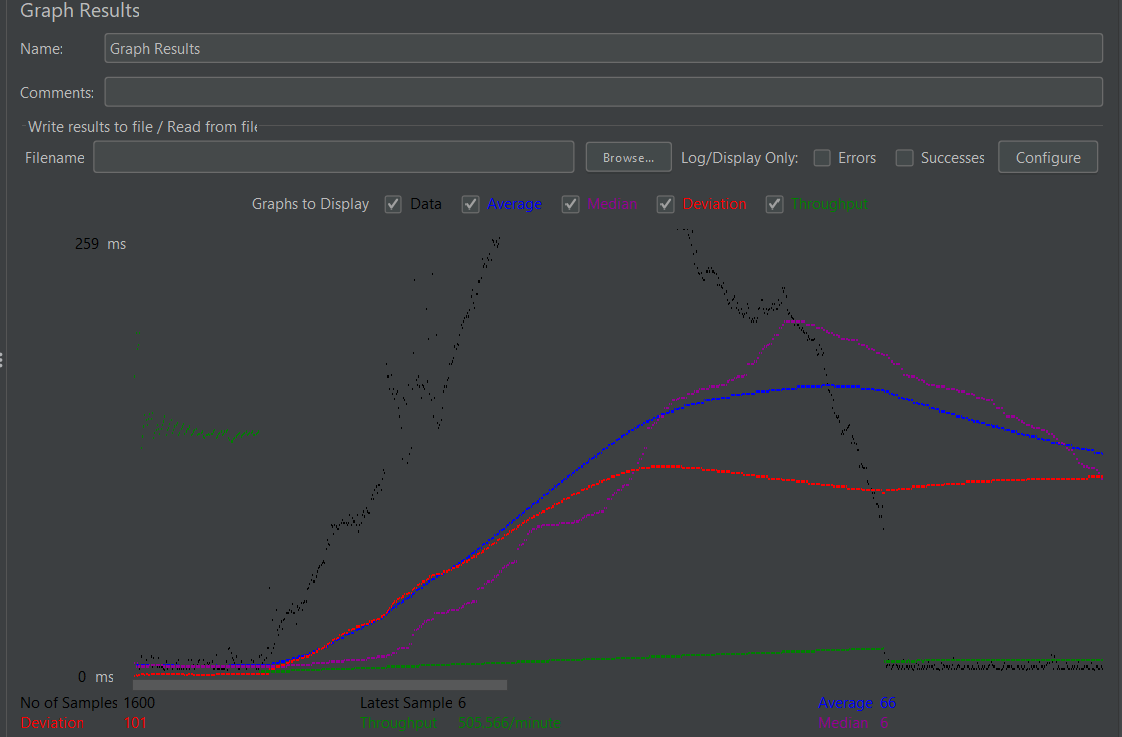 Graph Results
Name: Graph Results
Comments:
Write results to file / Read from file
Filename Browse... Log/Display Only: Errors Successes Configure
Graphs to Display Data Average Median Deviation Throughput
259 ms
0 ms
No of Samples 1600 Latest Sample 6 Average 66
Deviation 101 Throughput 505.566/minute Median